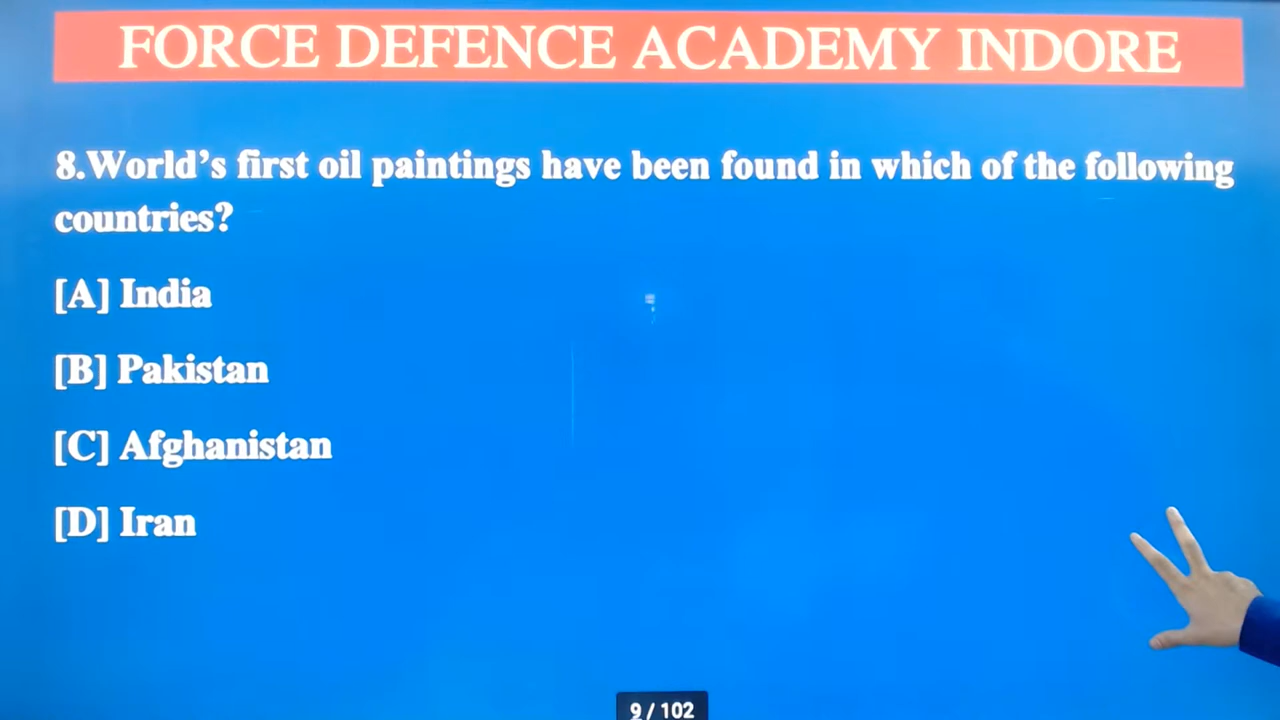 FORCE DEFENCE ACADEMY INDORE
8.World's first oil paintings have been found in which of the following
countries?
[A] India
[B] Pakistan
[C] Afghanistan
[D] Iran
9 / 102